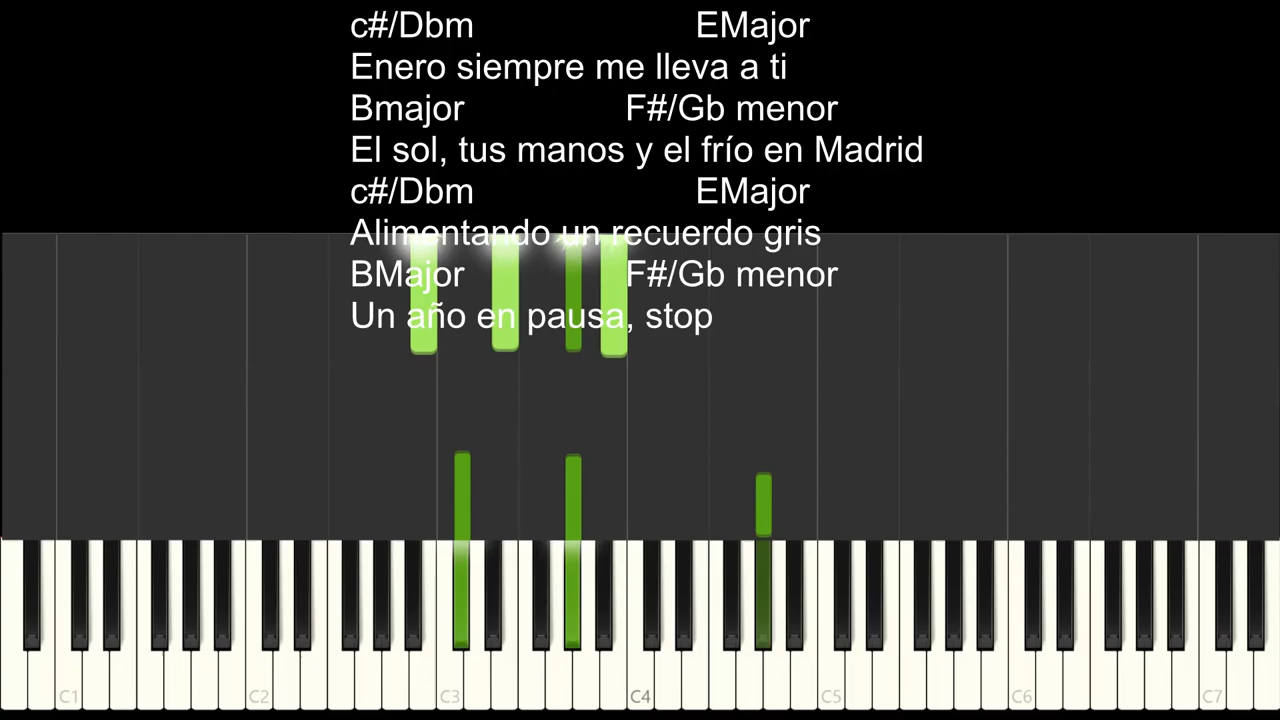 c#/Dbm EMajor
Enero siempre me lleva a ti
Bmajor F#/Gb menor
El sol, tus manos y el frío en Madrid
c#/Dbm EMajor
Alimentando un recuerdo gris
BMajor F#/Gb menor
Un año en pausa, stop
C1 C2 C3 C4 C5 C6 C7